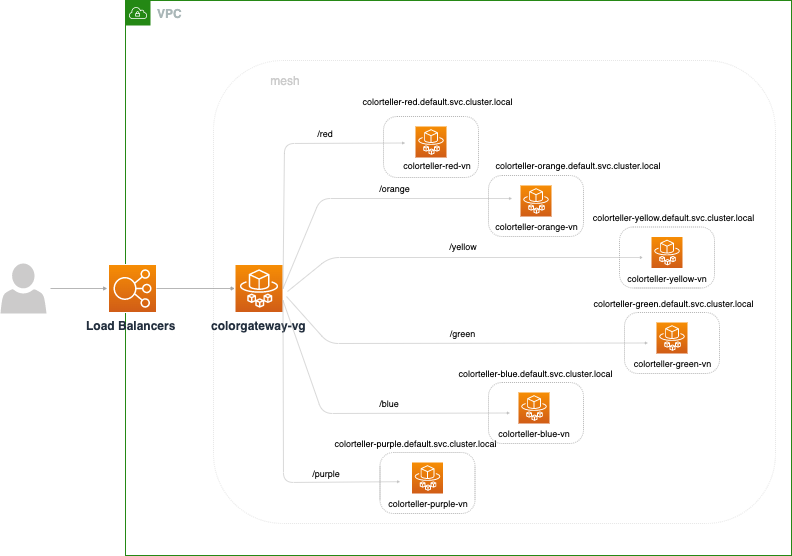 VPC
mesh
colorteller-red.default.svc.cluster.local
/red
colorteller-red-vn
colorteller-orange.default.svc.cluster.local
/orange
colorteller-orange-vn
colorteller-yellow.default.svc.cluster.local
/yellow
colorteller-yellow-vn
Load Balancers
colorgateway-vg
colorteller-green.default.svc.cluster.local
/green
colorteller-green-vn
colorteller-blue.default.svc.cluster.local
/blue
colorteller-blue-vn
colorteller-purple.default.svc.cluster.local
/purple
colorteller-purple-vn